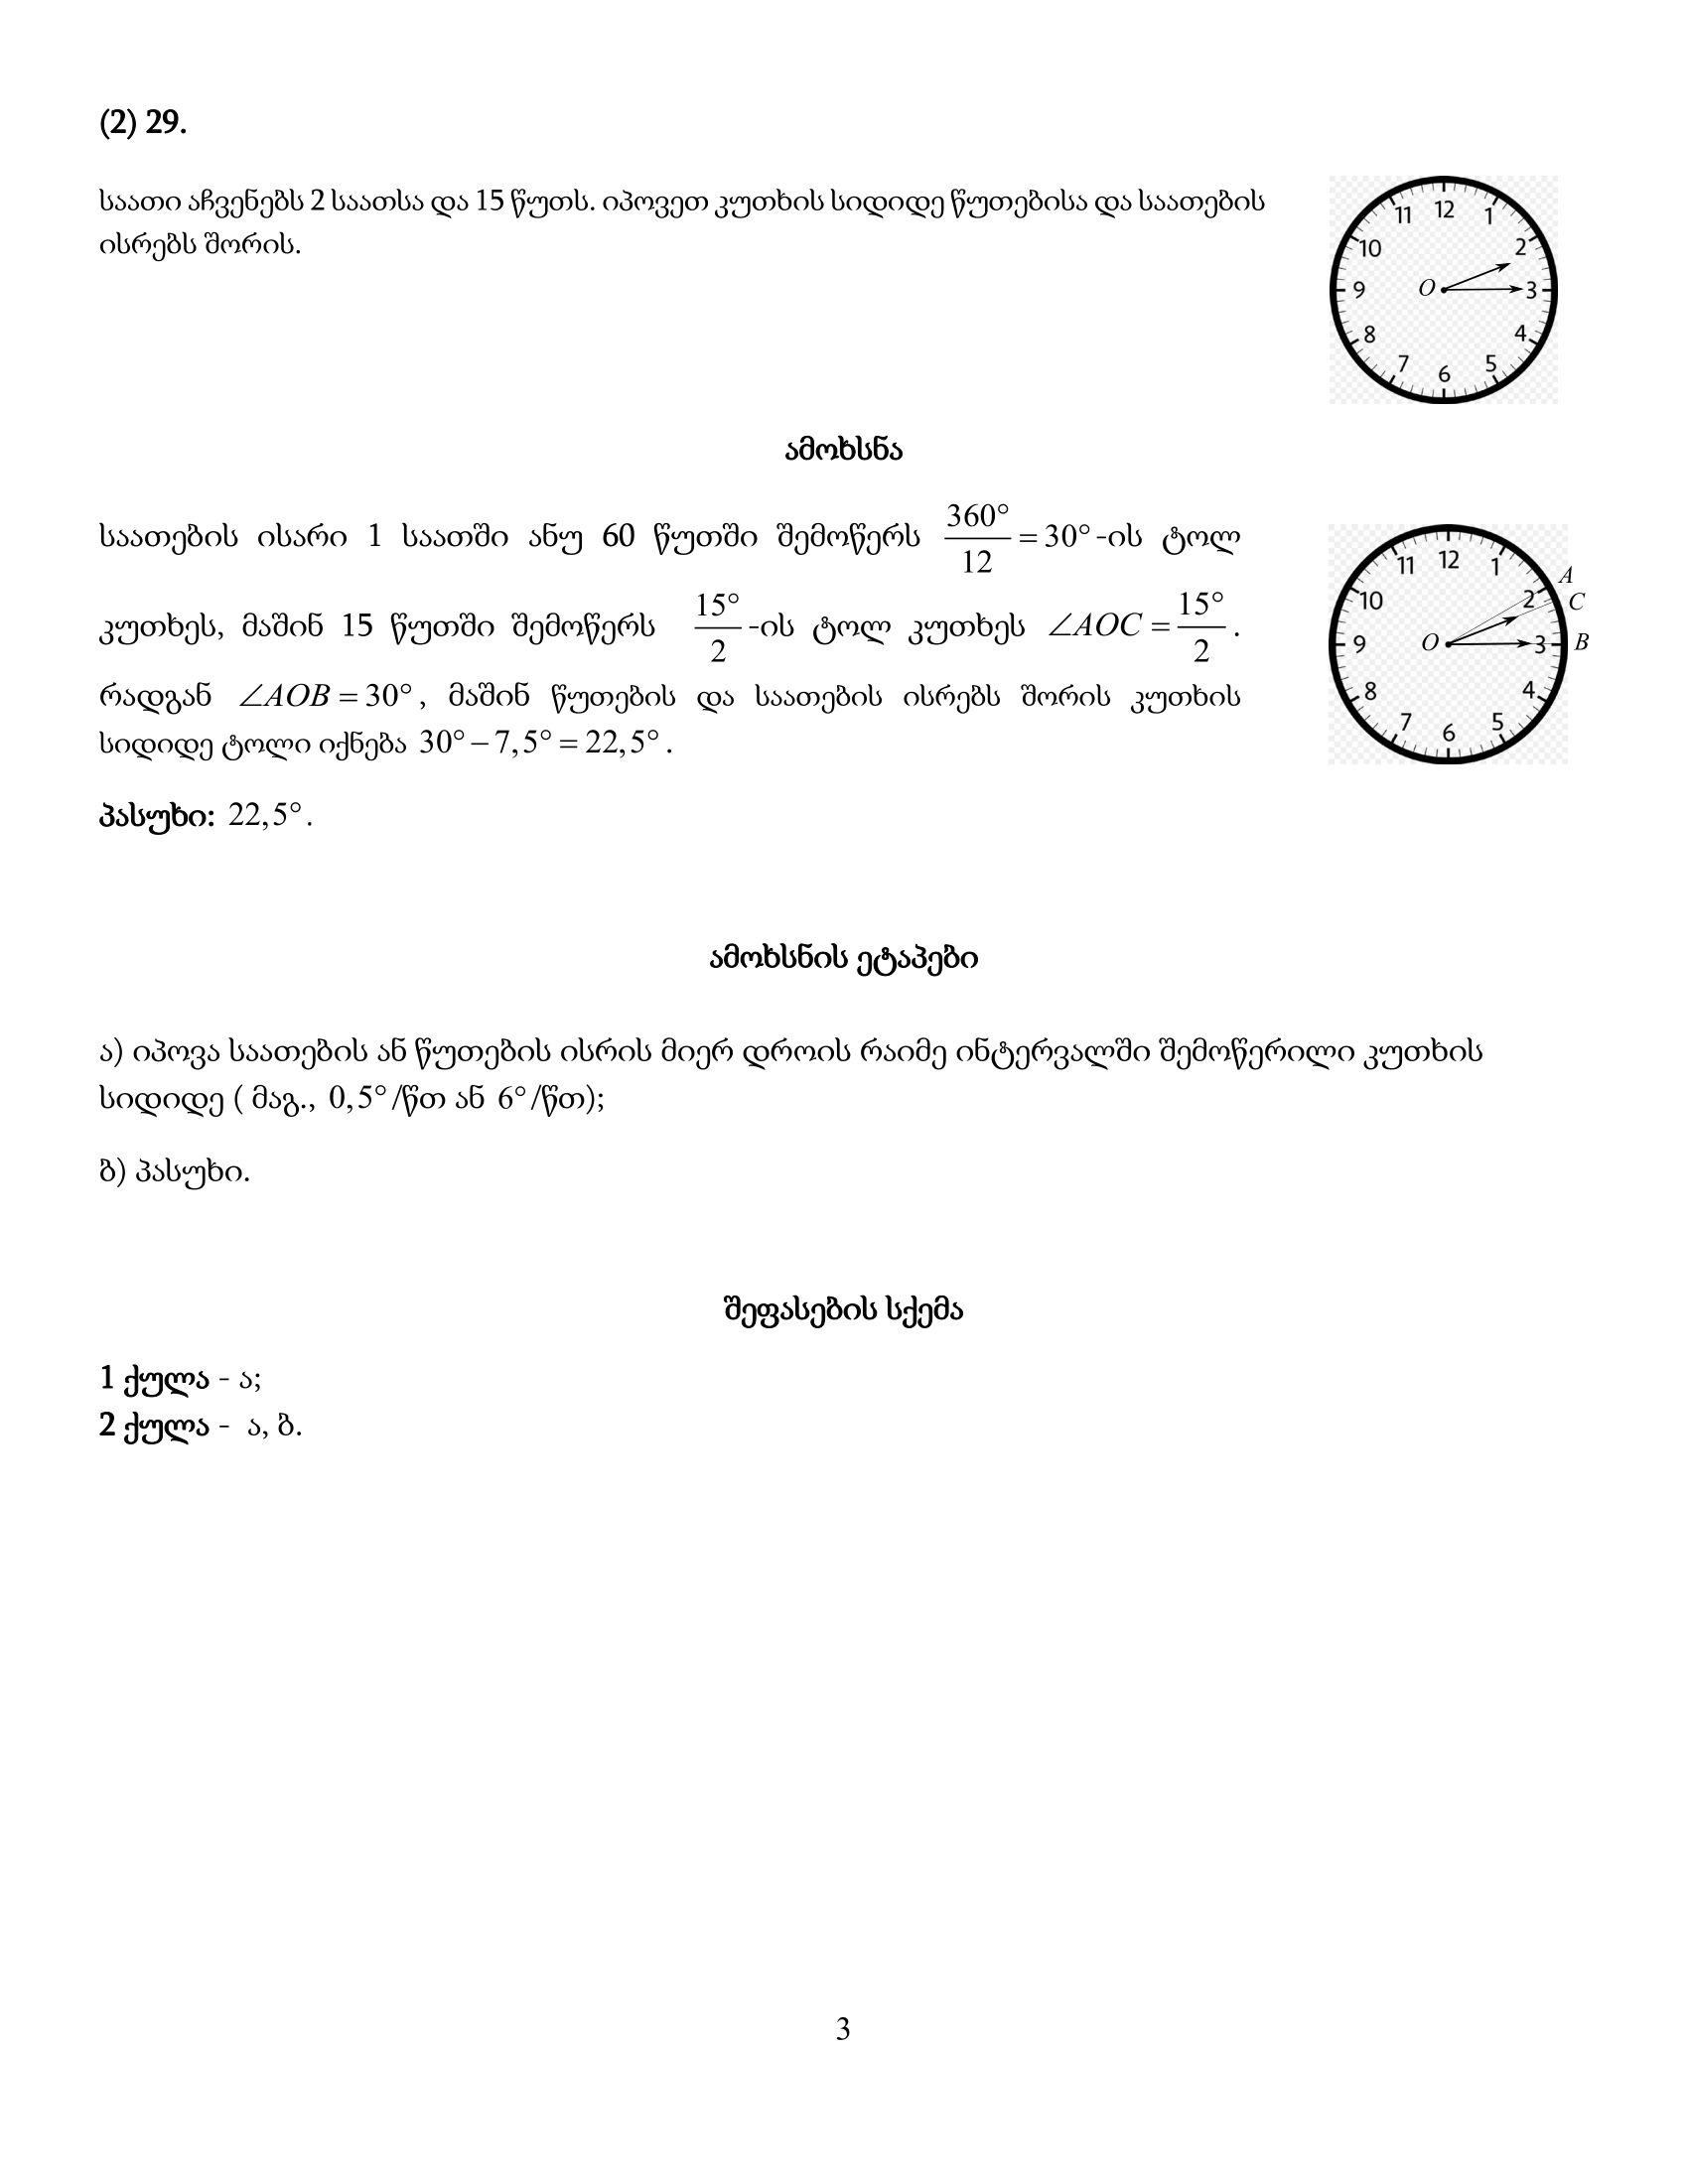 (2) 29.
საათი აჩვენებს 2 საათსა და 15 წუთს. იპოვეთ კუთხის სიდიდე წუთებისა და საათების
ისრებს შორის.
12
11 1
10 2
9 O 3
8 4
7 5
6
ამოხსნა
საათების ისარი 1 საათში ანუ 60 წუთში შემოწერს 360°/12 = 30°-ის ტოლ
კუთხეს, მაშინ 15 წუთში შემოწერს 15°/2 -ის ტოლ კუთხეს ∠AOC = 15°/2 .
რადგან ∠AOB = 30° , მაშინ წუთების და საათების ისრებს შორის კუთხის
სიდიდე ტოლი იქნება 30° – 7,5° = 22,5° .
12
11 1 A
10 2 C
9 O 3 B
8 4
7 5
6
პასუხი: 22,5° .
ამოხსნის ეტაპები
ა) იპოვა საათების ან წუთების ისრის მიერ დროის რაიმე ინტერვალში შემოწერილი კუთხის
სიდიდე ( მაგ., 0,5° /წთ ან 6° /წთ);
ბ) პასუხი.
შეფასების სქემა
1 ქულა - ა;
2 ქულა - ა, ბ.
3